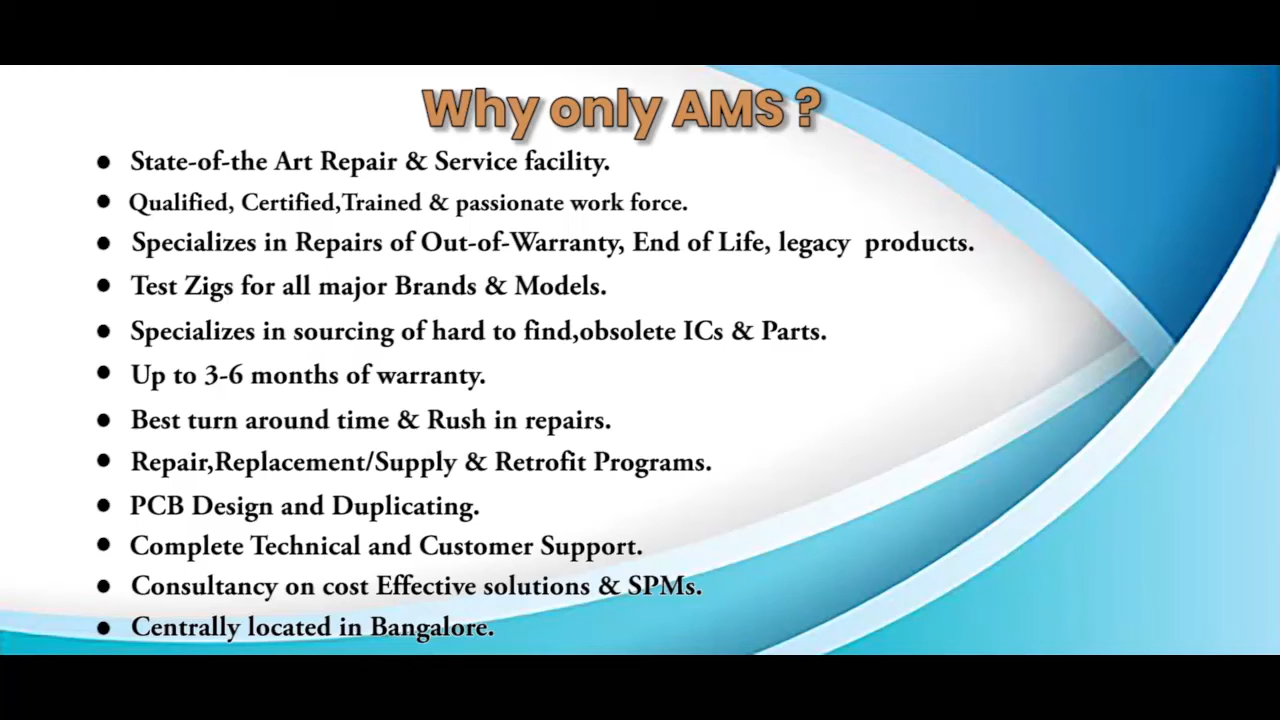 Why only AMS ?
● State-of-the Art Repair & Service facility.
● Qualified, Certified,Trained & passionate work force.
● Specializes in Repairs of Out-of-Warranty, End of Life, legacy products.
● Test Zigs for all major Brands & Models.
● Specializes in sourcing of hard to find,obsolete ICs & Parts.
● Up to 3-6 months of warranty.
● Best turn around time & Rush in repairs.
● Repair,Replacement/Supply & Retrofit Programs.
● PCB Design and Duplicating.
● Complete Technical and Customer Support.
● Consultancy on cost Effective solutions & SPMs.
● Centrally located in Bangalore.